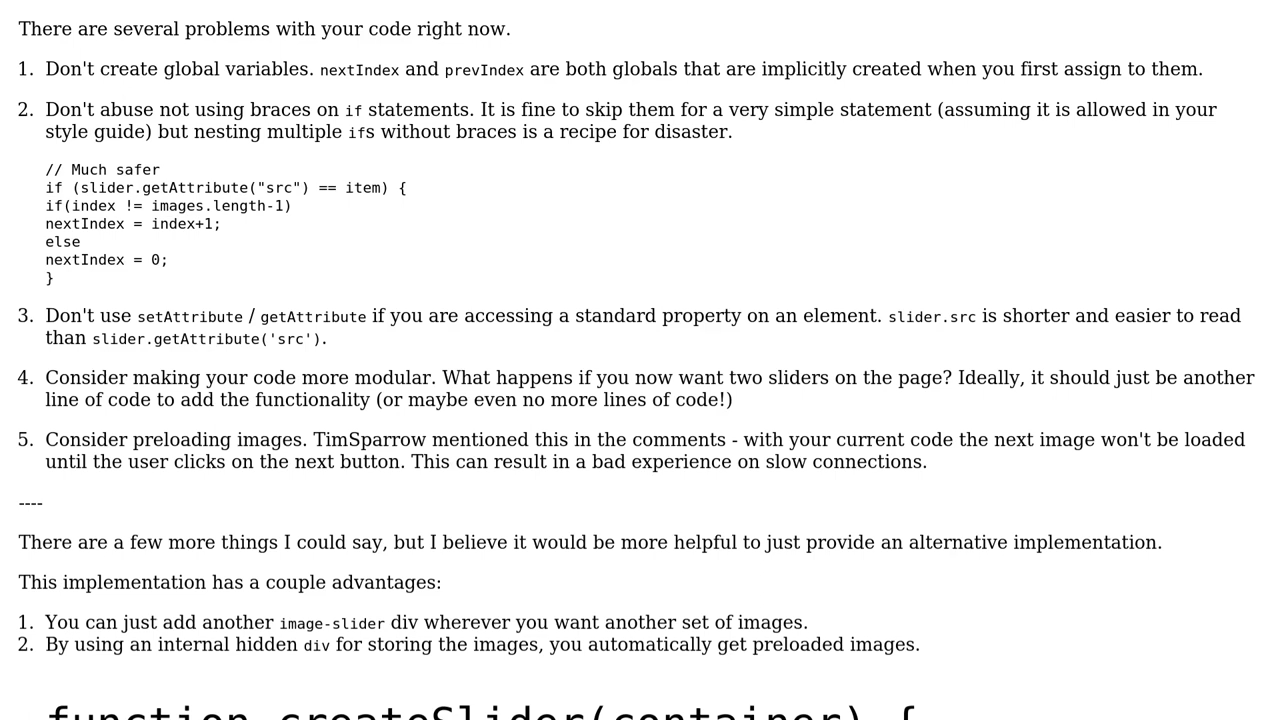 There are several problems with your code right now.
1. Don't create global variables. nextIndex and prevIndex are both globals that are implicitly created when you first assign to them.
2. Don't abuse not using braces on if statements. It is fine to skip them for a very simple statement (assuming it is allowed in your
style guide) but nesting multiple ifs without braces is a recipe for disaster.
// Much safer
if (slider.getAttribute("src") == item) {
if(index != images.length-1)
nextIndex = index+1;
else
nextIndex = 0;
}
3. Don't use setAttribute / getAttribute if you are accessing a standard property on an element. slider.src is shorter and easier to read
than slider.getAttribute('src').
4. Consider making your code more modular. What happens if you now want two sliders on the page? Ideally, it should just be another
line of code to add the functionality (or maybe even no more lines of code!)
5. Consider preloading images. TimSparrow mentioned this in the comments - with your current code the next image won't be loaded
until the user clicks on the next button. This can result in a bad experience on slow connections.
----
There are a few more things I could say, but I believe it would be more helpful to just provide an alternative implementation.
This implementation has a couple advantages:
1. You can just add another image-slider div wherever you want another set of images.
2. By using an internal hidden div for storing the images, you automatically get preloaded images.
function createSlider(container) {